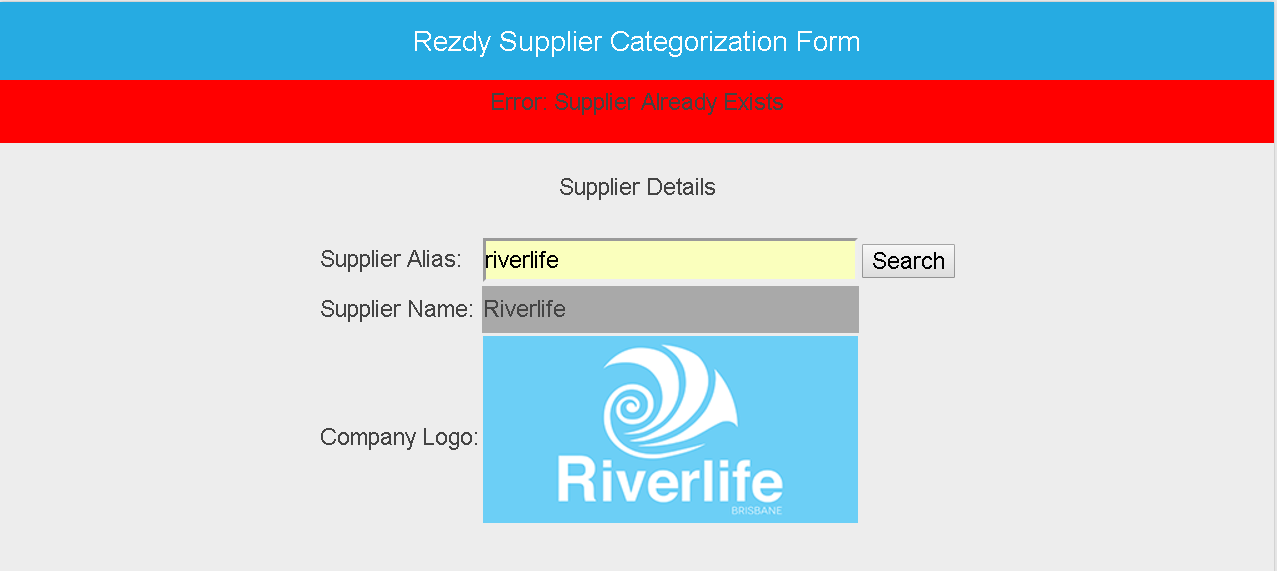 Rezdy Supplier Categorization Form
Error: Supplier Already Exists
Supplier Details
Supplier Alias: riverlife Search
Supplier Name: Riverlife
Company Logo:
Riverlife
BRISBANE